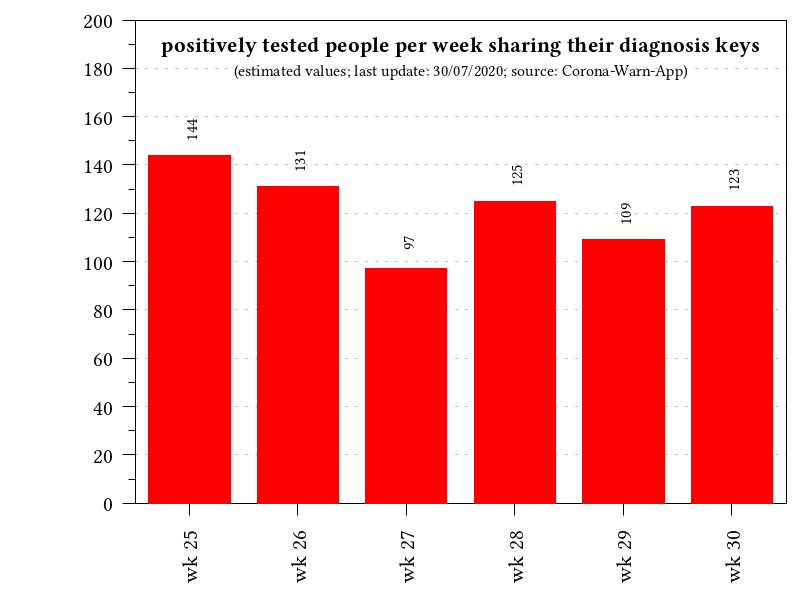 positively tested people per week sharing their diagnosis keys
(estimated values; last update: 30/07/2020; source: Corona-Warn-App)
200
180
160
140
120
100
80
60
40
20
0
144
131
97
125
109
123
wk 25
wk 26
wk 27
wk 28
wk 29
wk 30